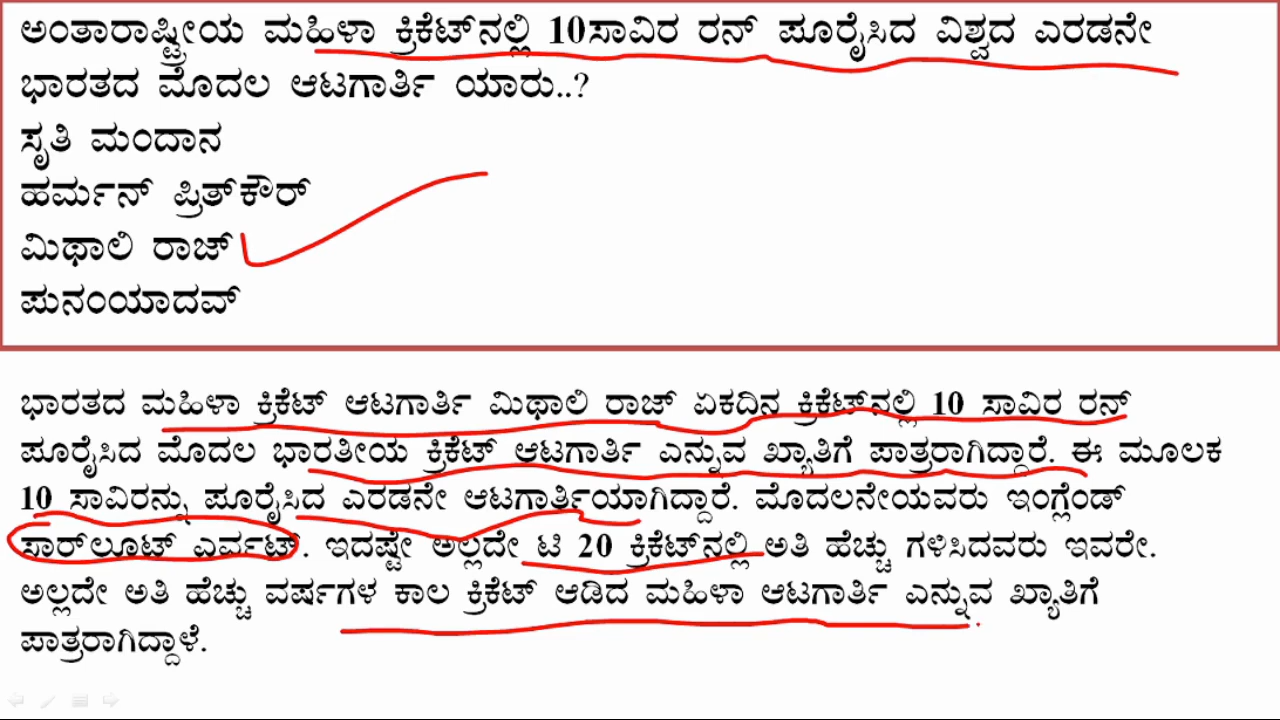 ಅಂತಾರಾಷ್ಟ್ರೀಯ ಮಹಿಳಾ ಕ್ರಿಕೆಟ್‌ನಲ್ಲಿ 10ಸಾವಿರ ರನ್ ಪೂರೈಸಿದ ವಿಶ್ವದ ಎರಡನೇ
ಭಾರತದ ಮೊದಲ ಆಟಗಾರ್ತಿ ಯಾರು..?
ಸೃತಿ ಮಂದಾನ
ಹರ್ಮನ್ ಪ್ರಿತ್‌ಕೌರ್
ಮಿಥಾಲಿ ರಾಜ್
ಪುನಂಯಾದವ್
ಭಾರತದ ಮಹಿಳಾ ಕ್ರಿಕೆಟ್ ಆಟಗಾರ್ತಿ ಮಿಥಾಲಿ ರಾಜ್ ಏಕದಿನ ಕ್ರಿಕೆಟ್‌ನಲ್ಲಿ 10 ಸಾವಿರ ರನ್
ಪೂರೈಸಿದ ಮೊದಲ ಭಾರತೀಯ ಕ್ರಿಕೆಟ್ ಆಟಗಾರ್ತಿ ಎನ್ನುವ ಖ್ಯಾತಿಗೆ ಪಾತ್ರರಾಗಿದ್ದಾರೆ. ಈ ಮೂಲಕ
10 ಸಾವಿರನ್ನು ಪೂರೈಸಿದ ಎರಡನೇ ಆಟಗಾರ್ತಿಯಾಗಿದ್ದಾರೆ. ಮೊದಲನೇಯವರು ಇಂಗ್ಲೆಂಡ್
ಸಾರ್‌ಲೂಟ್ ಎರ್ವಟ್. ಇದಷ್ಟೇ ಅಲ್ಲದೇ ಟಿ 20 ಕ್ರಿಕೆಟ್‌ನಲ್ಲಿ ಅತಿ ಹೆಚ್ಚು ಗಳಿಸಿದವರು ಇವರೇ.
ಅಲ್ಲದೇ ಅತಿ ಹೆಚ್ಚು ವರ್ಷಗಳ ಕಾಲ ಕ್ರಿಕೆಟ್ ಆಡಿದ ಮಹಿಳಾ ಆಟಗಾರ್ತಿ ಎನ್ನುವ ಖ್ಯಾತಿಗೆ
ಪಾತ್ರರಾಗಿದ್ದಾಳೆ.